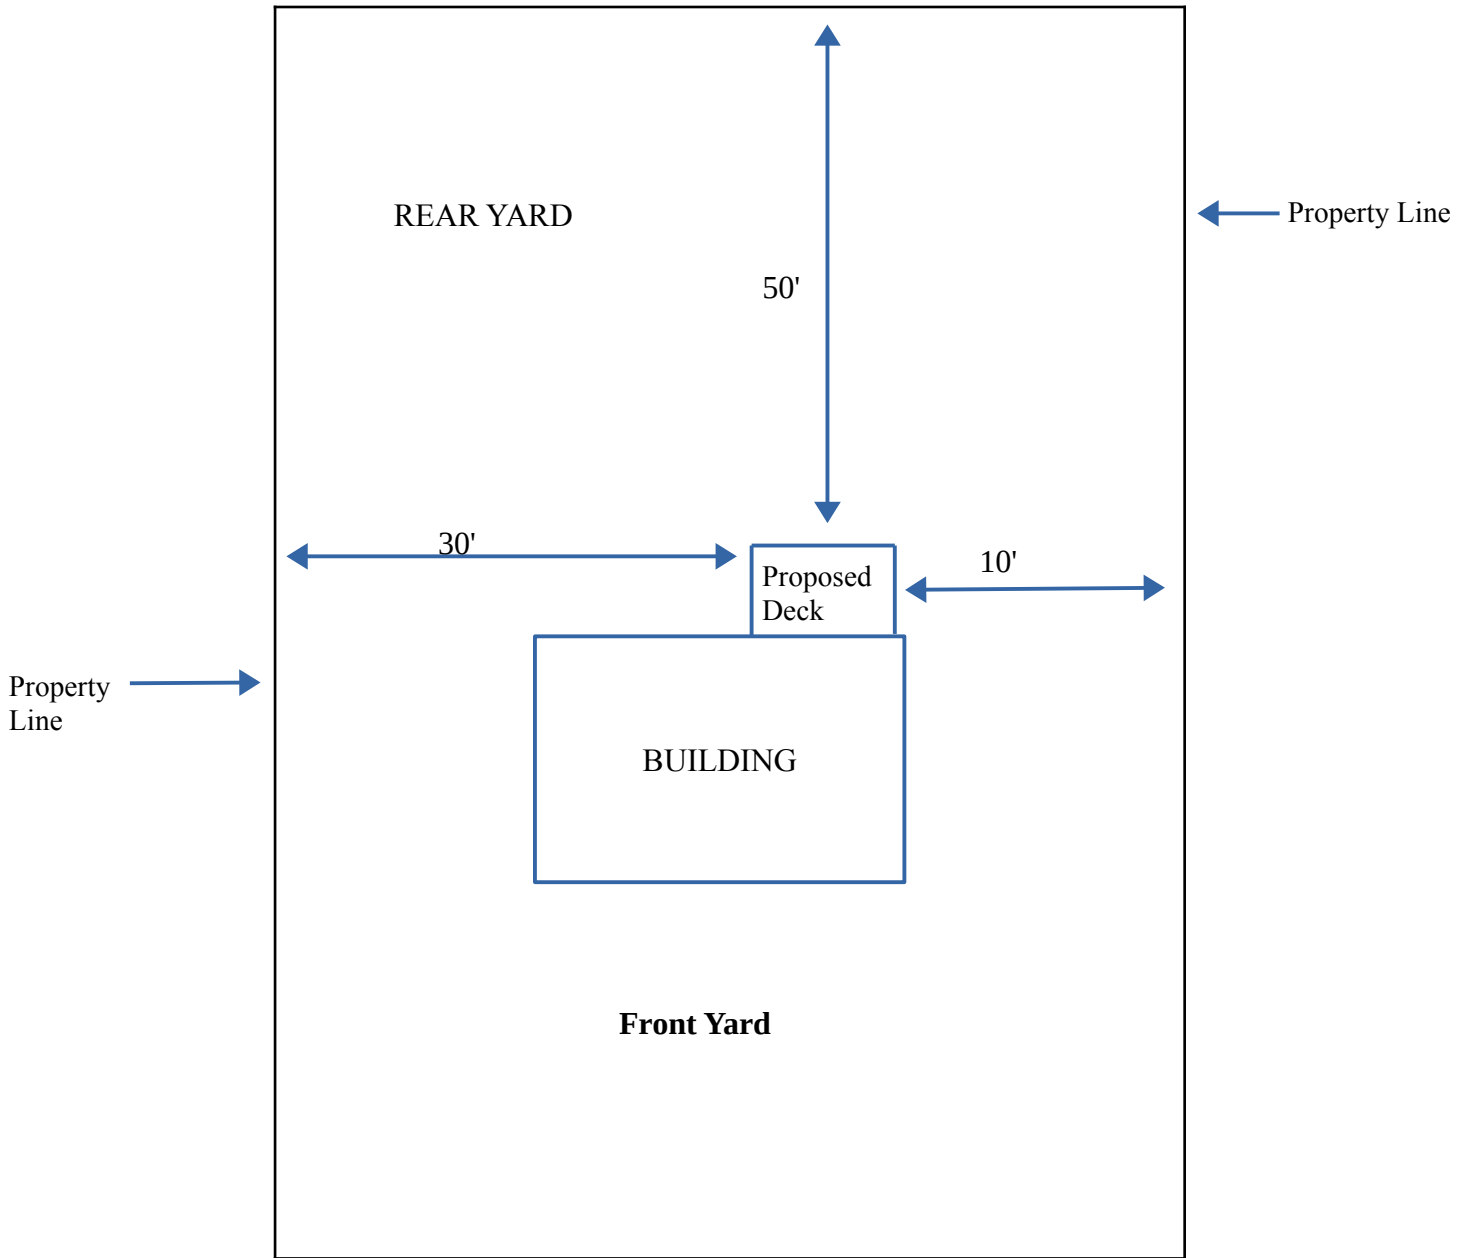 REAR YARD
Property Line
50'
30'
10'
Proposed
Deck
Property
Line
BUILDING
Front Yard